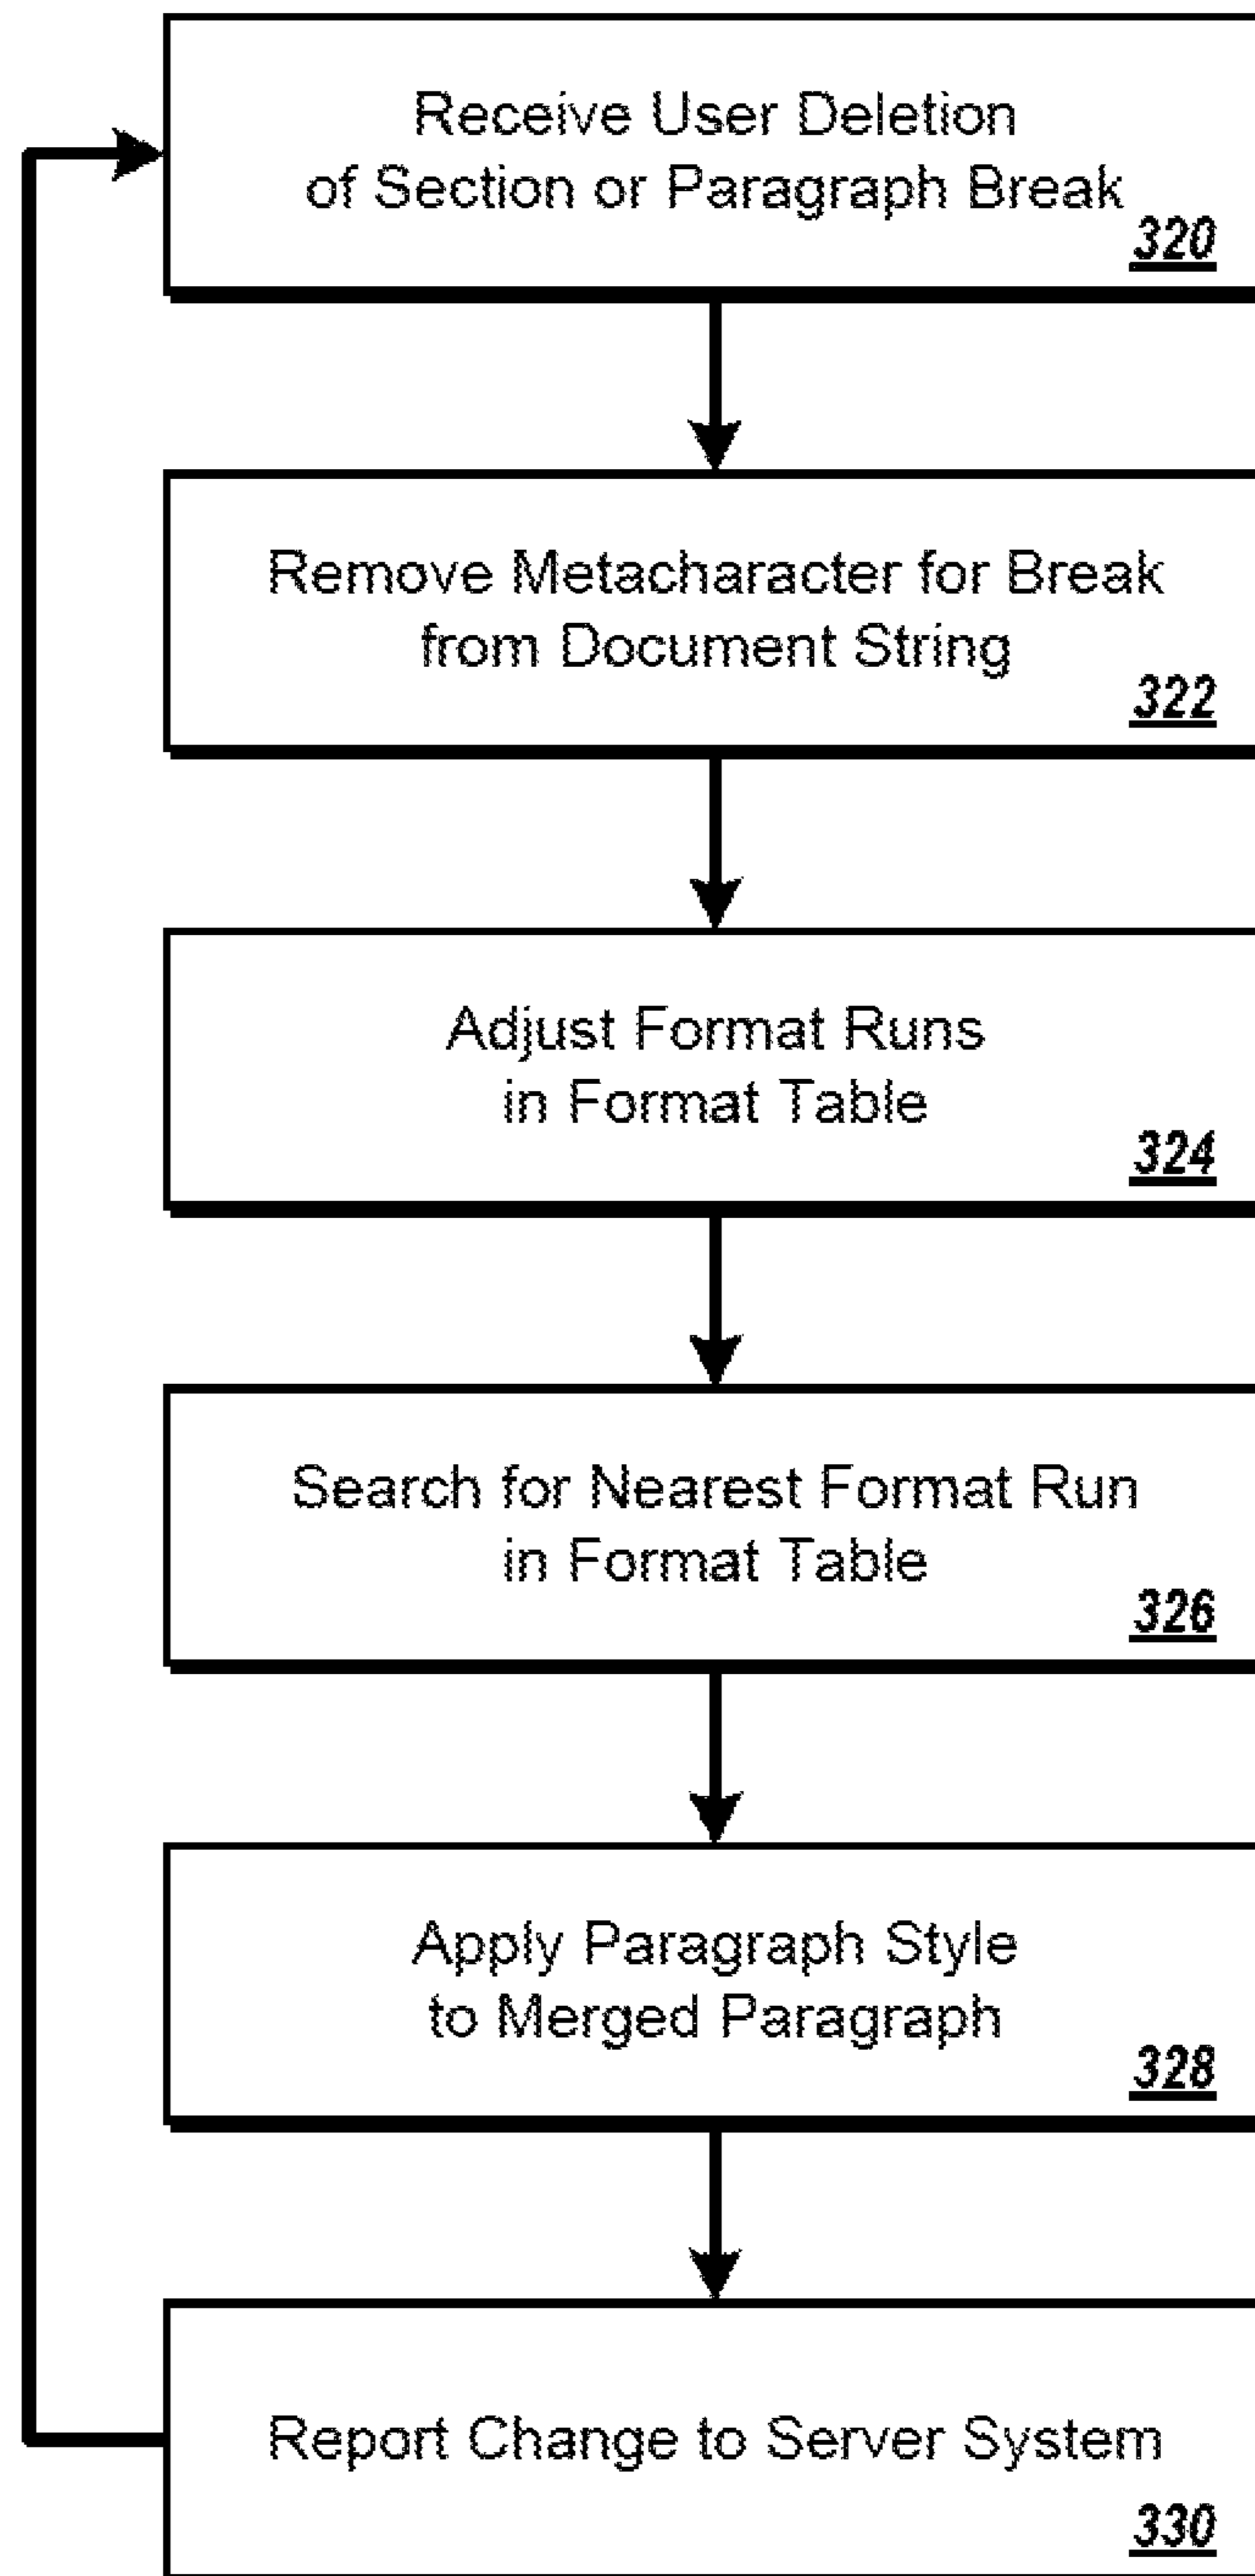 Receive User Deletion
of Section or Paragraph Break
320
Remove Metacharacter for Break
from Document String
322
Adjust Format Runs
in Format Table
324
Search for Nearest Format Run
in Format Table
326
Apply Paragraph Style
to Merged Paragraph
328
Report Change to Server System
330